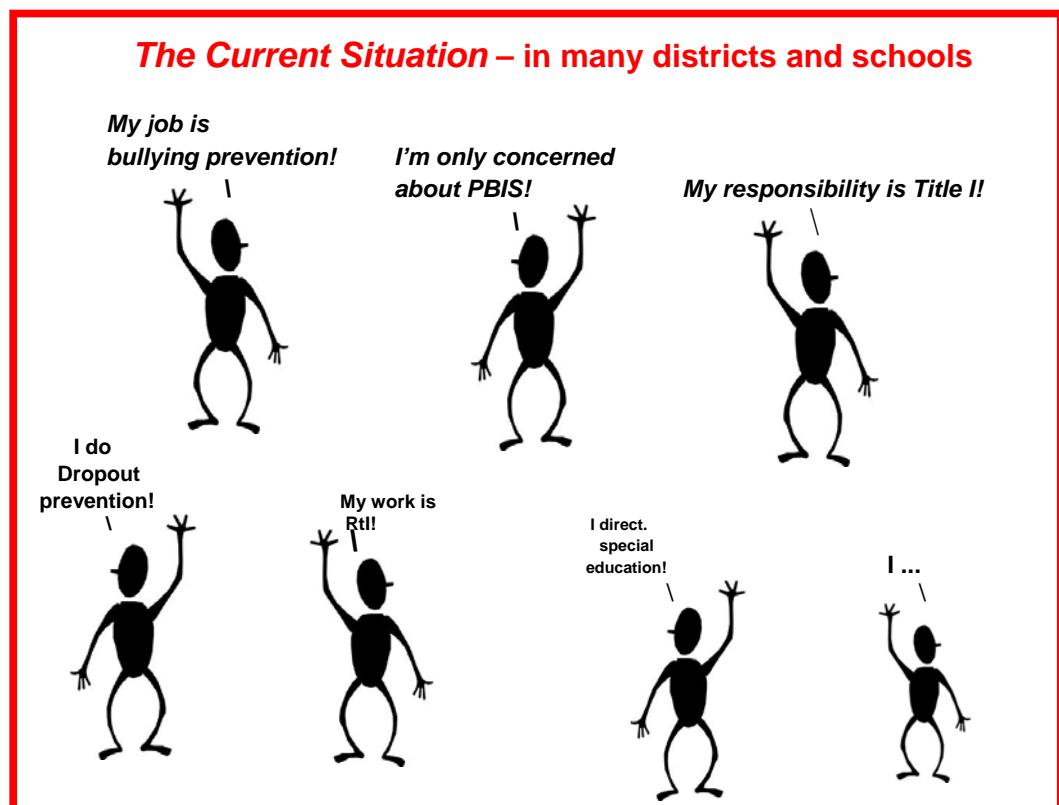 The Current Situation – in many districts and schools
My job is
bullying prevention!
I'm only concerned
about PBIS!
My responsibility is Title I!
I do
Dropout
prevention!
My work is
RtI!
I direct.
special
education!
I ...